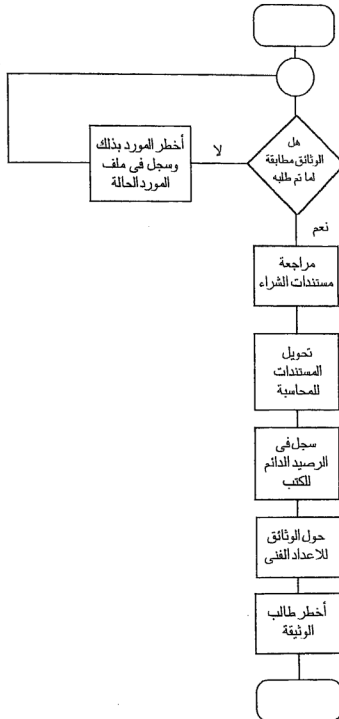 هل
الوثائق مطابقة
لما تم طلبه
لا
أخطر المورد بذلك
وسجل فى ملف
المورد الحالة
نعم
مراجعة
مستندات الشراء
تحويل
المستندات
للمحاسبة
سجل فى
الرصيد الدائم
للكتب
حول الوثائق
للاعداد الفنى
أخطر طالب
الوثيقة